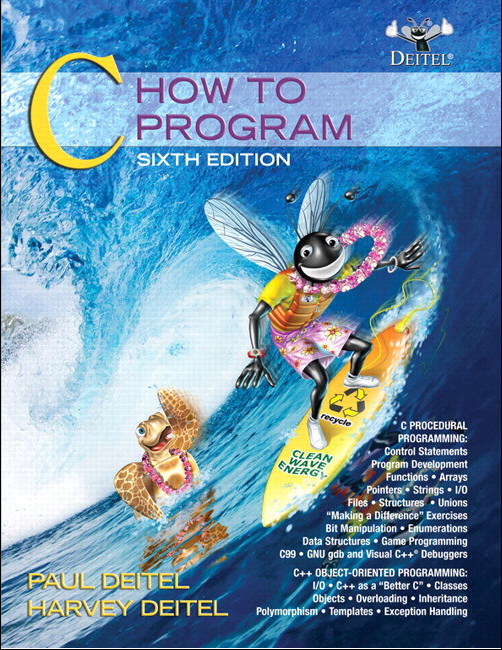 DEITEL®
C HOW TO
PROGRAM
SIXTH EDITION
recycle
CLEAN
WAVE
ENERGY
C PROCEDURAL
PROGRAMMING:
Control Statements
Program Development
Functions • Arrays
Pointers • Strings • I/O
Files • Structures • Unions
“Making a Difference” Exercises
Bit Manipulation • Enumerations
Data Structures • Game Programming
C99 • GNU gdb and Visual C++® Debuggers
C++ OBJECT-ORIENTED PROGRAMMING:
I/O • C++ as a “Better C” • Classes
Objects • Overloading • Inheritance
Polymorphism • Templates • Exception Handling
PAUL DEITEL
HARVEY DEITEL